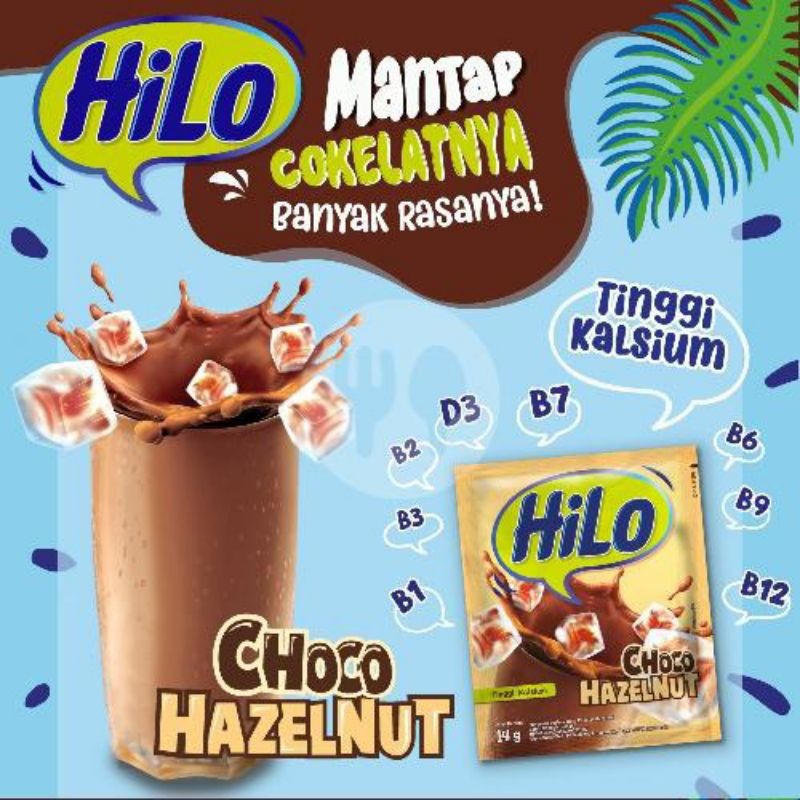 HiLo
Mantap
COKELATNYA
Banyak Rasanya!
Tinggi
Kalsium
D3
B7
B2
B6
B3
B9
B1
B12
HiLo
CHOCO
HAZELNUT
Tinggi Kalsium
14 g
CHOCO
HAZELNUT